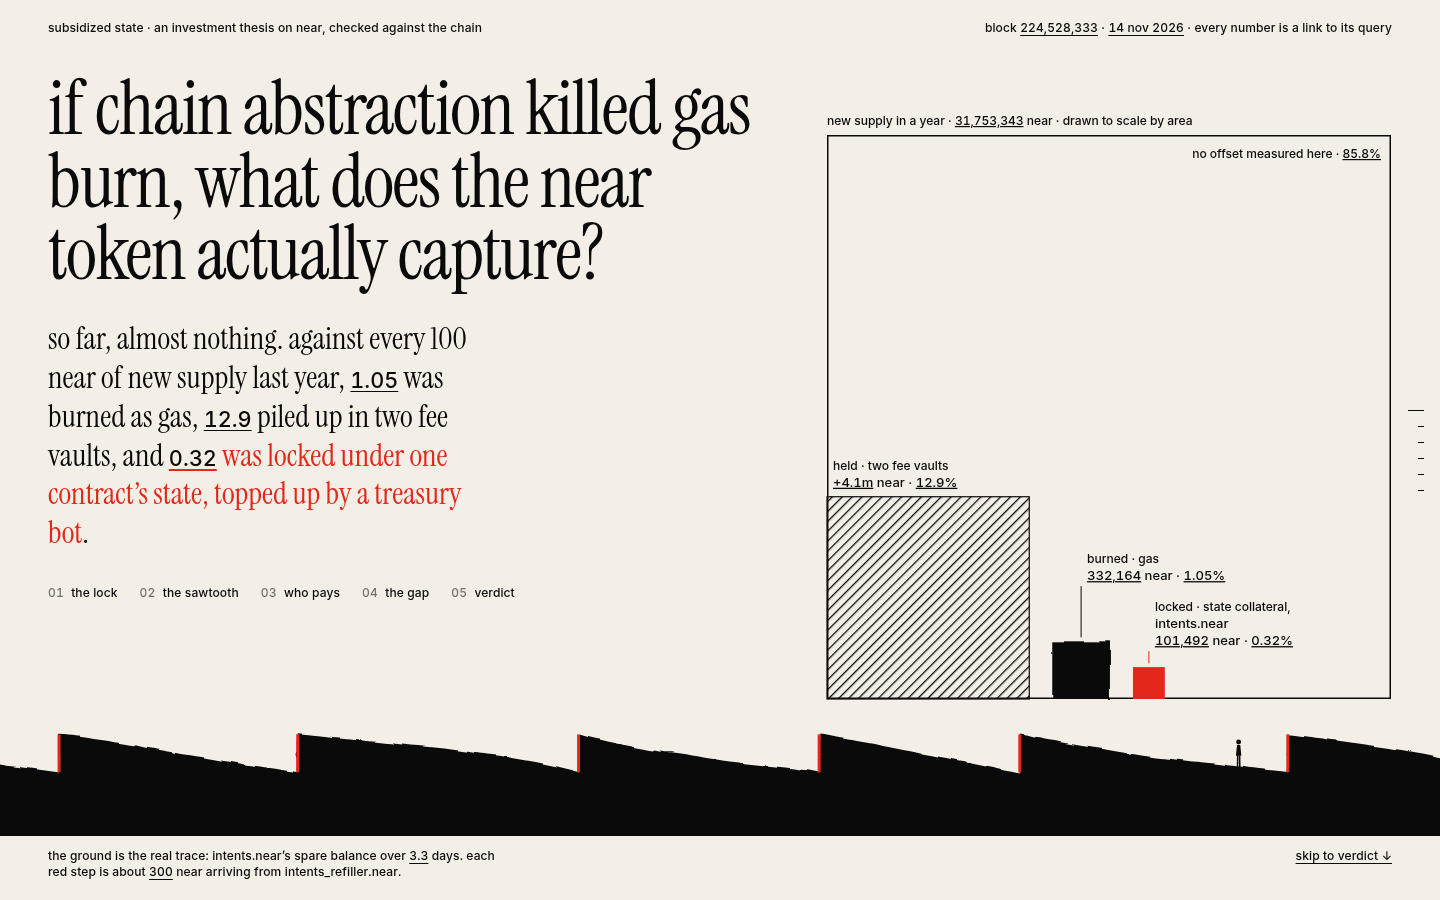 subsidized state · an investment thesis on near, checked against the chain
block 224,528,333 · 14 nov 2026 · every number is a link to its query
if chain abstraction killed gas
burn, what does the near
token actually capture?
so far, almost nothing. against every 100
near of new supply last year, 1.05 was
burned as gas, 12.9 piled up in two fee
vaults, and 0.32 was locked under one
contract’s state, topped up by a treasury
bot.
01 the lock 02 the sawtooth 03 who pays 04 the gap 05 verdict
new supply in a year · 31,753,343 near · drawn to scale by area
no offset measured here · 85.8%
held · two fee vaults
+4.1m near · 12.9%
burned · gas
332,164 near · 1.05%
locked · state collateral,
intents.near
101,492 near · 0.32%
the ground is the real trace: intents.near’s spare balance over 3.3 days. each
red step is about 300 near arriving from intents_refiller.near.
skip to verdict ↓